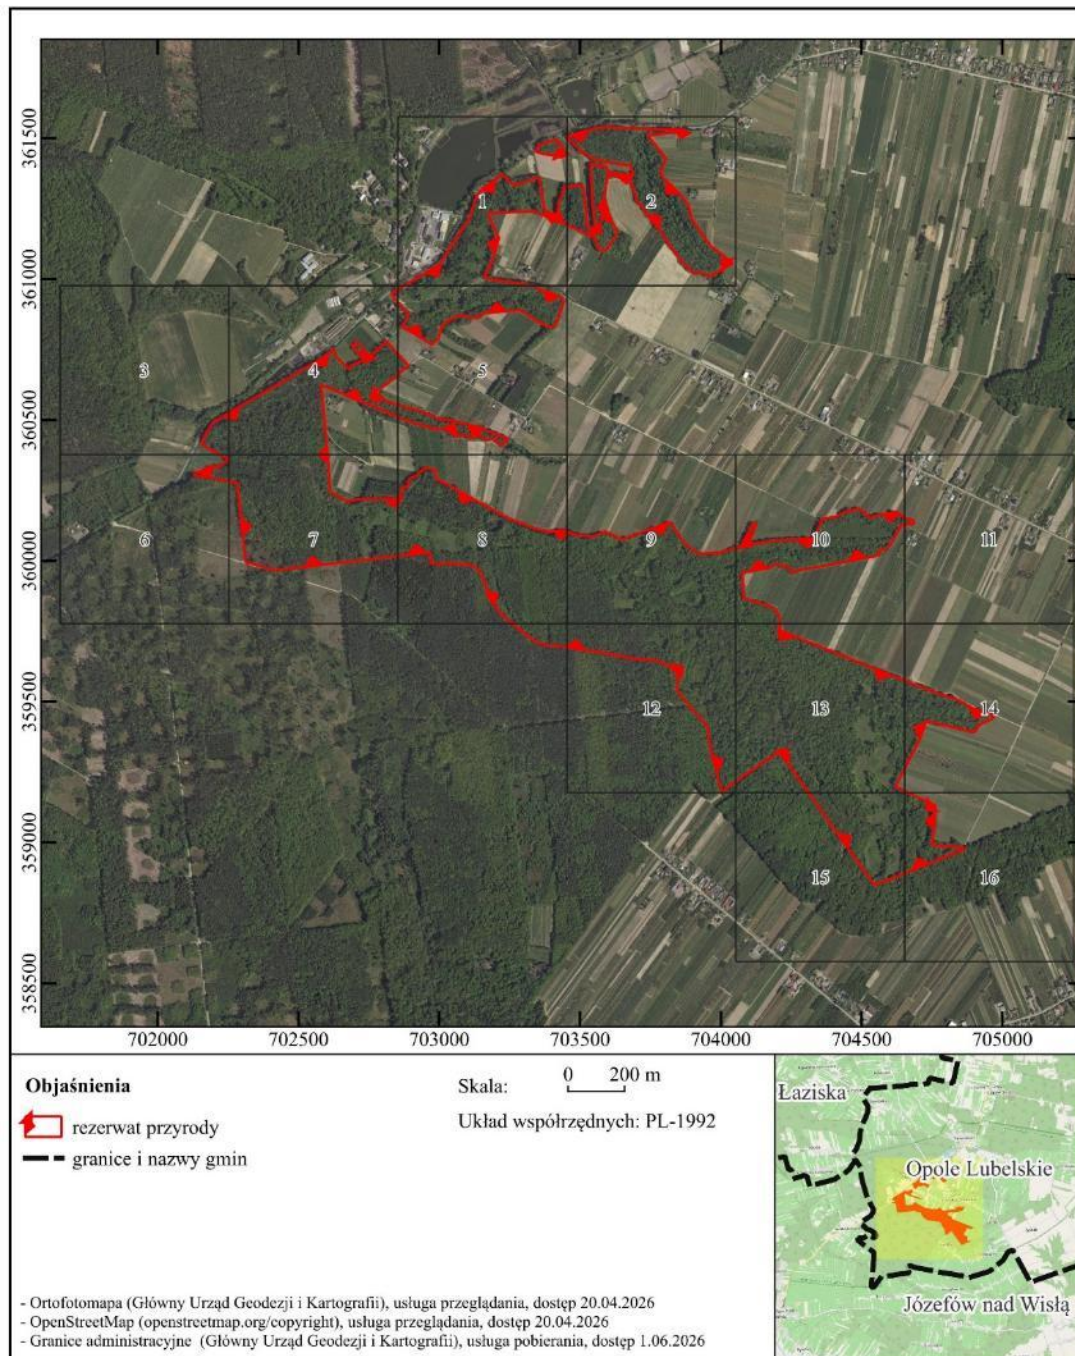 361500
361000
360500
360000
359500
359000
358500
1
2
3
4
5
6
7
8
9
10
11
12
13
14
15
16
702000
702500
703000
703500
704000
704500
705000
Objaśnienia
rezerwat przyrody
granice i nazwy gmin
Skala:
0 200 m
Układ współrzędnych: PL-1992
Łaziska
Opole Lubelskie
Józefów nad Wisłą
- Ortofotomapa (Główny Urząd Geodezji i Kartografii), usługa przeglądania, dostęp 20.04.2026
- OpenStreetMap (openstreetmap.org/copyright), usługa przeglądania, dostęp 20.04.2026
- Granice administracyjne (Główny Urząd Geodezji i Kartografii), usługa pobierania, dostęp 1.06.2026